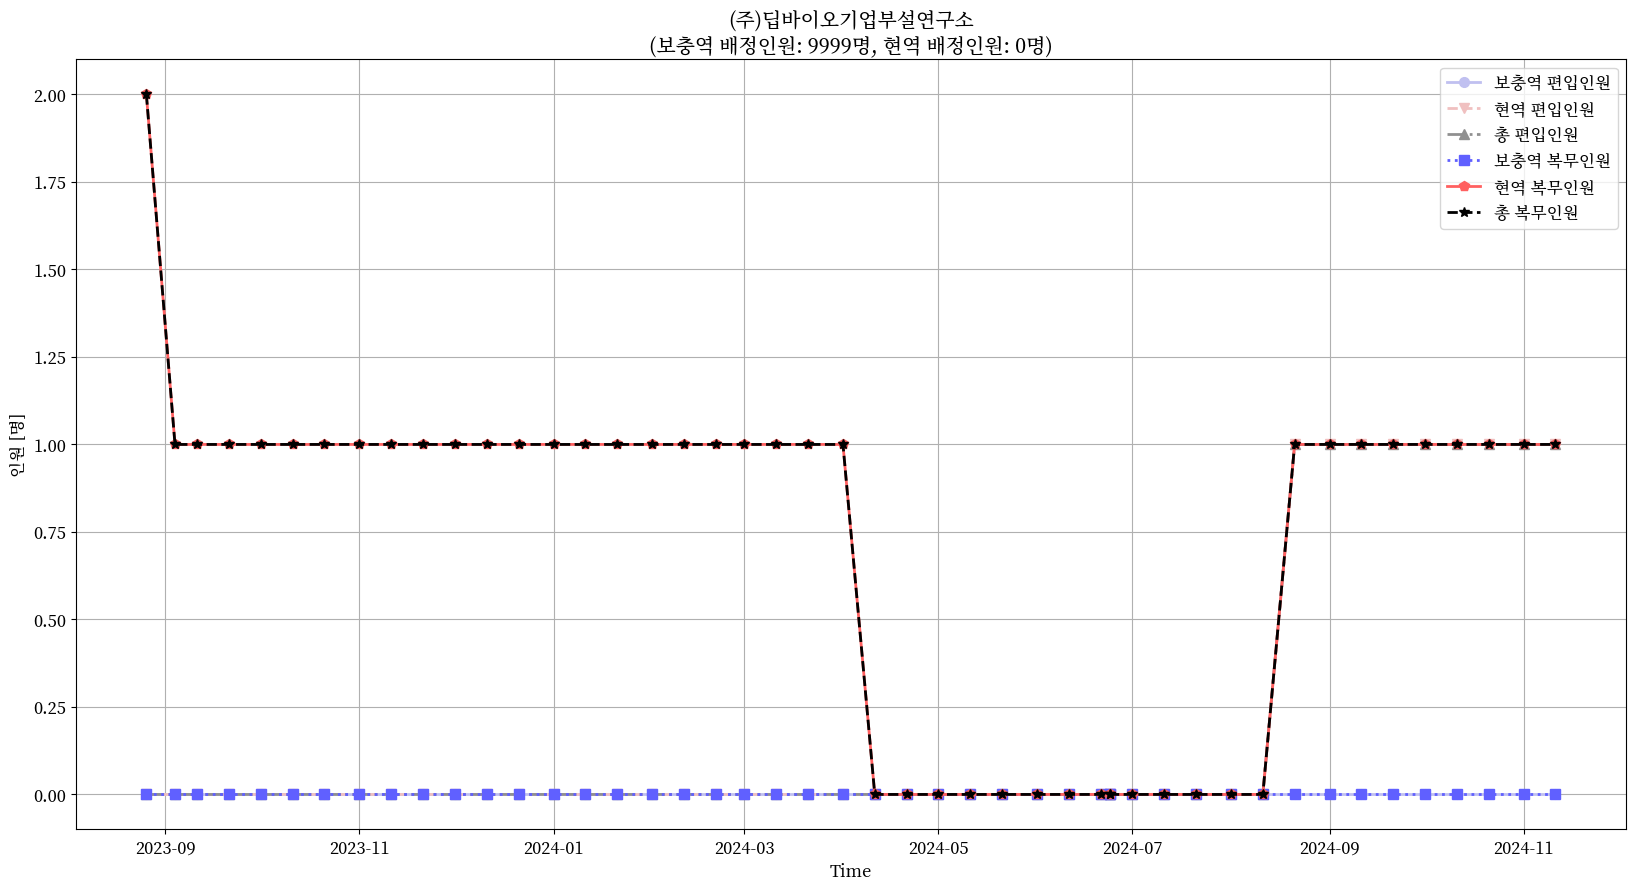 (주)딥바이오기업부설연구소
(보충역 배정인원: 9999명, 현역 배정인원: 0명)
보충역 편입인원
현역 편입인원
총 편입인원
보충역 복무인원
현역 복무인원
총 복무인원
인원 [명]
2.00
1.75
1.50
1.25
1.00
0.75
0.50
0.25
0.00
2023-09 2023-11 2024-01 2024-03 2024-05 2024-07 2024-09 2024-11
Time